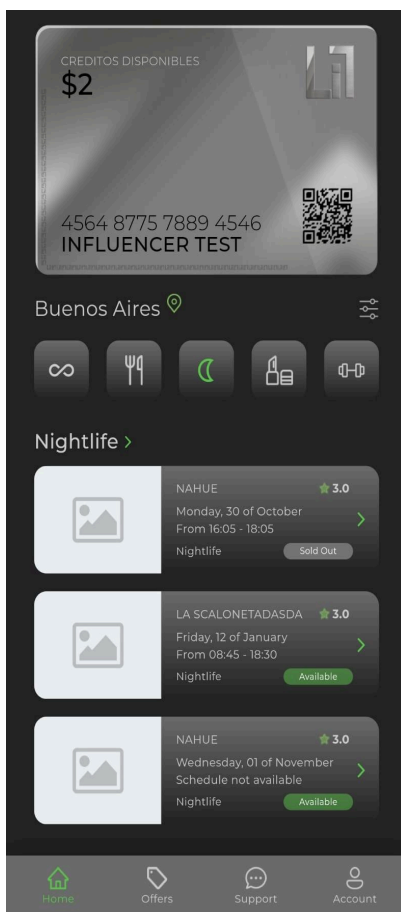 CREDITOS DISPONIBLES
$2
4564 8775 7889 4546
INFLUENCER TEST
Buenos Aires
Nightlife >
NAHUE 3.0
Monday, 30 of October
From 16:05 - 18:05
Nightlife Sold Out
LA SCALONETADASDA 3.0
Friday, 12 of January
From 08:45 - 18:30
Nightlife Available
NAHUE 3.0
Wednesday, 01 of November
Schedule not available
Nightlife Available
Home Offers Support Account